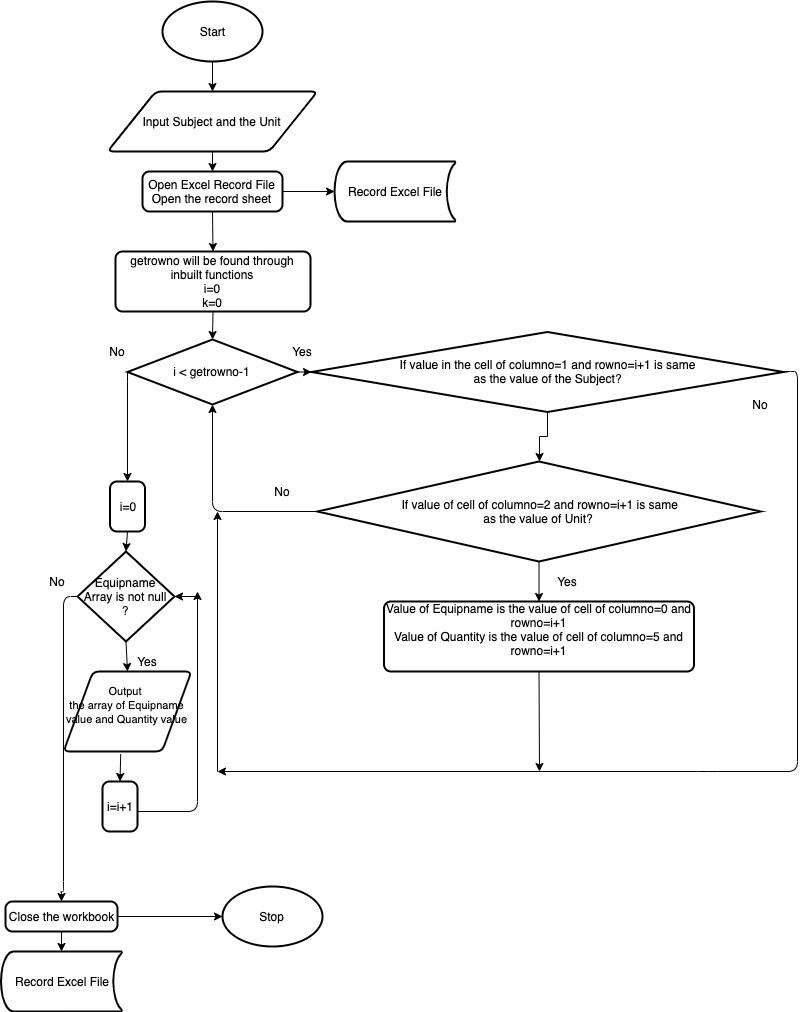 Start
Input Subject and the Unit
Open Excel Record File
Open the record sheet
Record Excel File
getrowno will be found through
inbuilt functions
i=0
k=0
No
Yes
i < getrowno-1
If value in the cell of columno=1 and rowno=i+1 is same
as the value of the Subject?
No
No
If value of cell of columno=2 and rowno=i+1 is same
as the value of Unit?
i=0
Yes
No
Equipname
Array is not null
?
Value of Equipname is the value of cell of columno=0 and
rowno=i+1
Value of Quantity is the value of cell of columno=5 and
rowno=i+1
Yes
Output
the array of Equipname
value and Quantity value
i=i+1
Close the workbook
Stop
Record Excel File